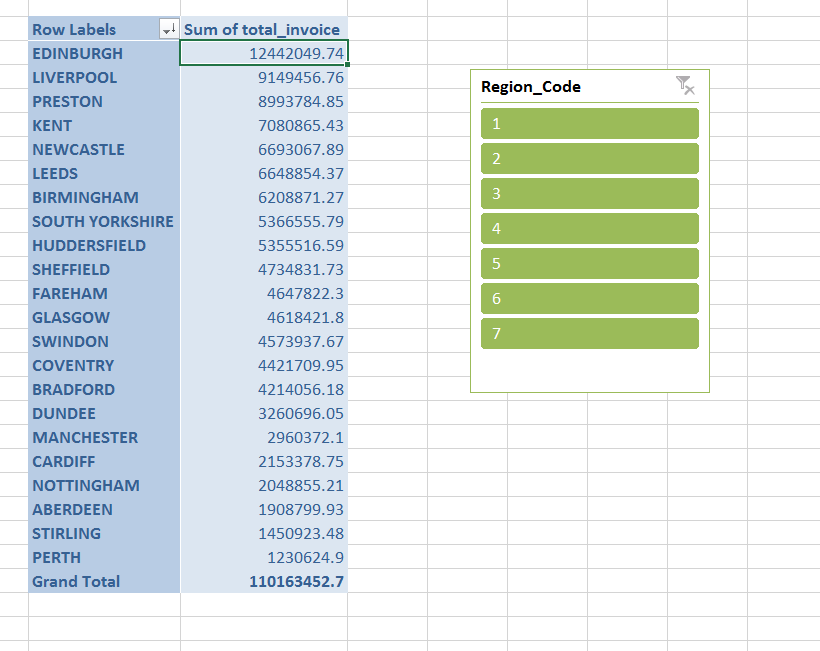 Row Labels Sum of total_invoice
EDINBURGH 12442049.74
LIVERPOOL 9149456.76
PRESTON 8993784.85
KENT 7080865.43
NEWCASTLE 6693067.89
LEEDS 6648854.37
BIRMINGHAM 6208871.27
SOUTH YORKSHIRE 5366555.79
HUDDERSFIELD 5355516.59
SHEFFIELD 4734831.73
FAREHAM 4647822.3
GLASGOW 4618421.8
SWINDON 4573937.67
COVENTRY 4421709.95
BRADFORD 4214056.18
DUNDEE 3260696.05
MANCHESTER 2960372.1
CARDIFF 2153378.75
NOTTINGHAM 2048855.21
ABERDEEN 1908799.93
STIRLING 1450923.48
PERTH 1230624.9
Grand Total 110163452.7
Region_Code
1
2
3
4
5
6
7